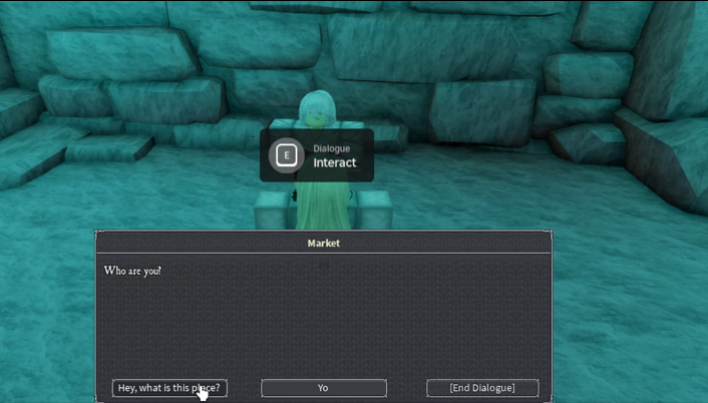 Dialogue
E
Interact
Market
Who are you?
Hey, what is this place?
Yo
[End Dialogue]